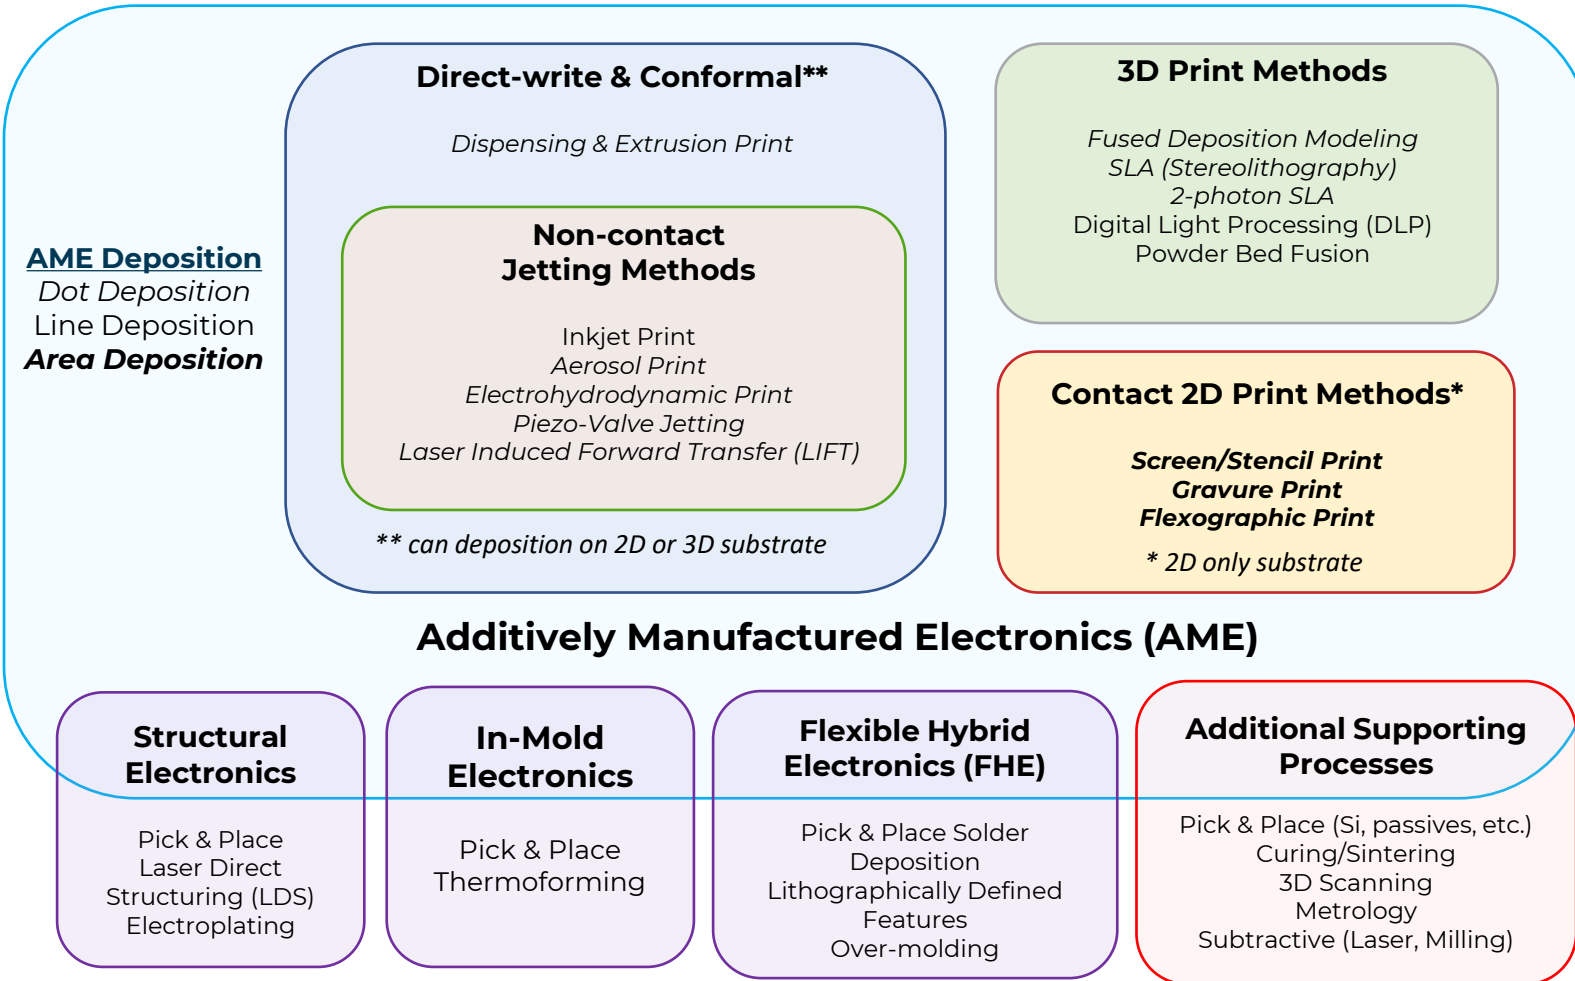 Direct-write & Conformal**
Dispensing & Extrusion Print
Non-contact
Jetting Methods
Inkjet Print
Aerosol Print
Electrohydrodynamic Print
Piezo-Valve Jetting
Laser Induced Forward Transfer (LIFT)
** can deposition on 2D or 3D substrate
3D Print Methods
Fused Deposition Modeling
SLA (Stereolithography)
2-photon SLA
Digital Light Processing (DLP)
Powder Bed Fusion
AME Deposition
Dot Deposition
Line Deposition
Area Deposition
Contact 2D Print Methods*
Screen/Stencil Print
Gravure Print
Flexographic Print
* 2D only substrate
Additively Manufactured Electronics (AME)
Structural
Electronics
Pick & Place
Laser Direct
Structuring (LDS)
Electroplating
In-Mold
Electronics
Pick & Place
Thermoforming
Flexible Hybrid
Electronics (FHE)
Pick & Place Solder
Deposition
Lithographically Defined
Features
Over-molding
Additional Supporting
Processes
Pick & Place (Si, passives, etc.)
Curing/Sintering
3D Scanning
Metrology
Subtractive (Laser, Milling)